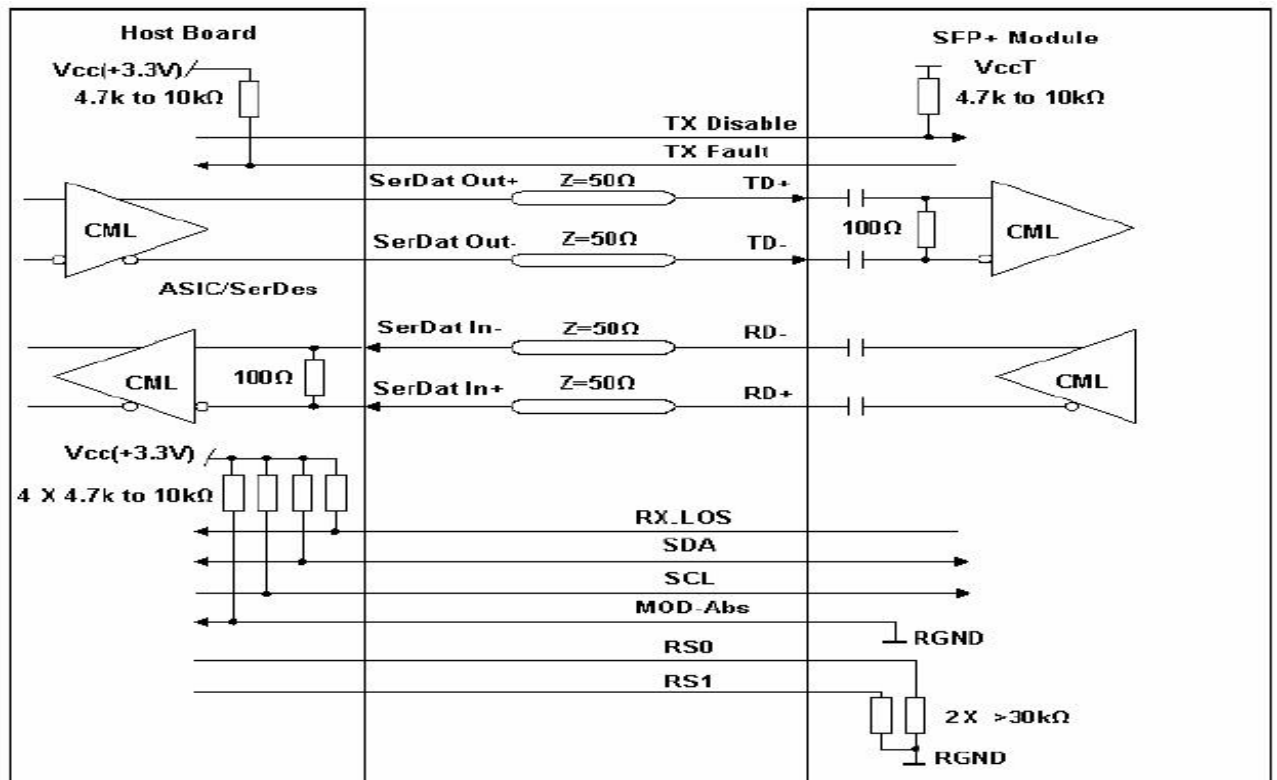 Host Board
SFP+ Module
Vcc(+3.3V)
4.7k to 10kΩ
VccT
4.7k to 10kΩ
TX Disable
TX Fault
SerDat Out+
Z=50Ω
TD+
CML
100Ω
CML
SerDat Out-
Z=50Ω
TD-
ASIC/SerDes
SerDat In-
Z=50Ω
RD-
CML
100Ω
CML
SerDat In+
Z=50Ω
RD+
Vcc(+3.3V)
4 X 4.7k to 10kΩ
RX_LOS
SDA
SCL
MOD-Abs
RGND
RS0
RS1
2X >30kΩ
RGND